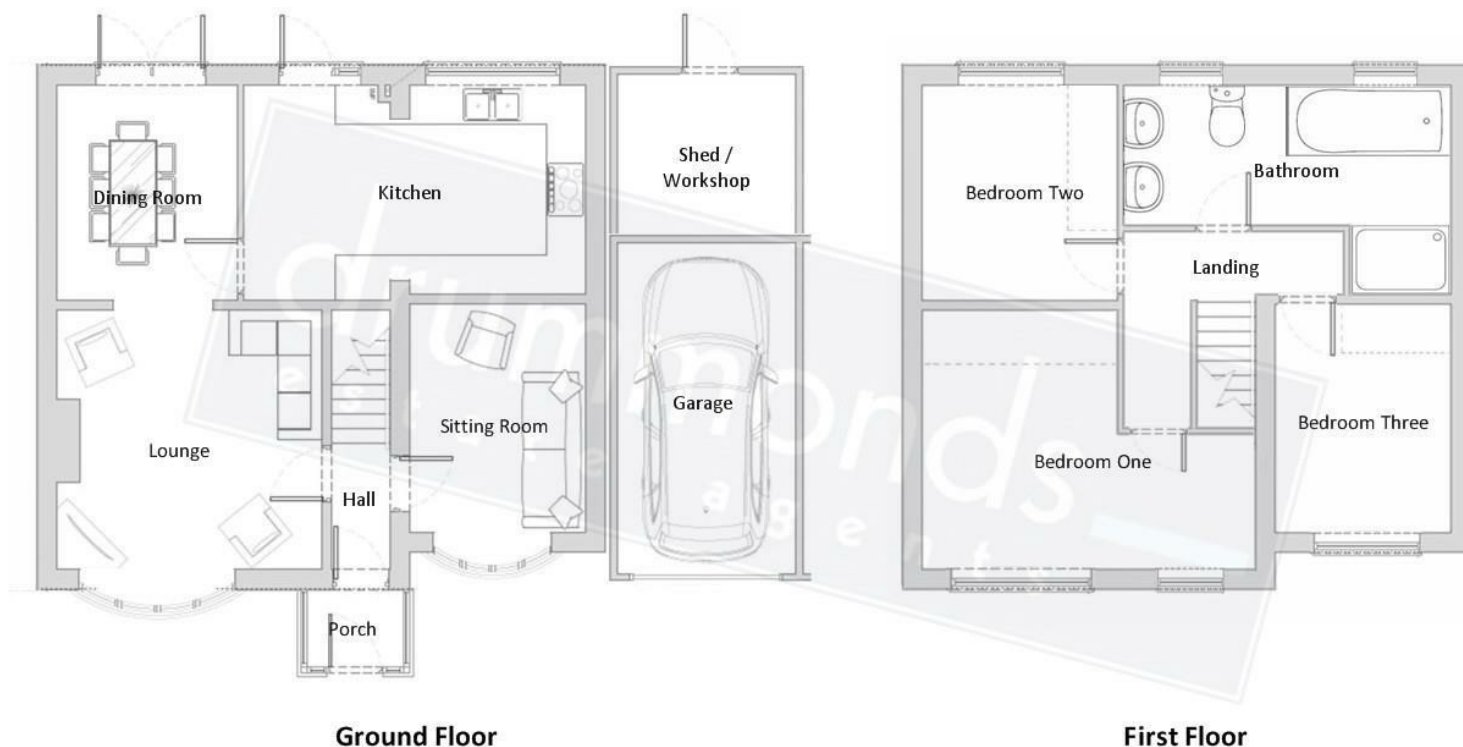 Dining Room
Kitchen
Shed /
Workshop
Lounge
Hall
Sitting Room
Garage
Porch
Bedroom Two
Bathroom
Landing
Bedroom One
Bedroom Three
drummonds
estate agents
Ground Floor
First Floor